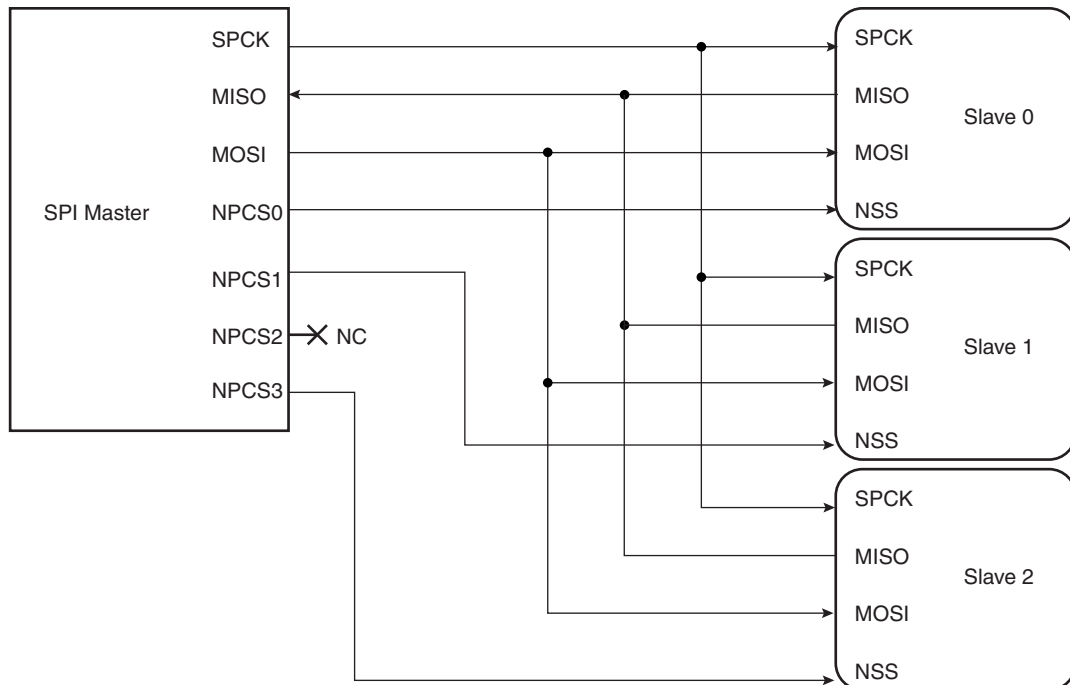 SPI Master
SPCK
MISO
MOSI
NPCS0
NPCS1
NPCS2
NC
NPCS3
SPCK
MISO
Slave 0
MOSI
NSS
SPCK
MISO
Slave 1
MOSI
NSS
SPCK
MISO
Slave 2
MOSI
NSS